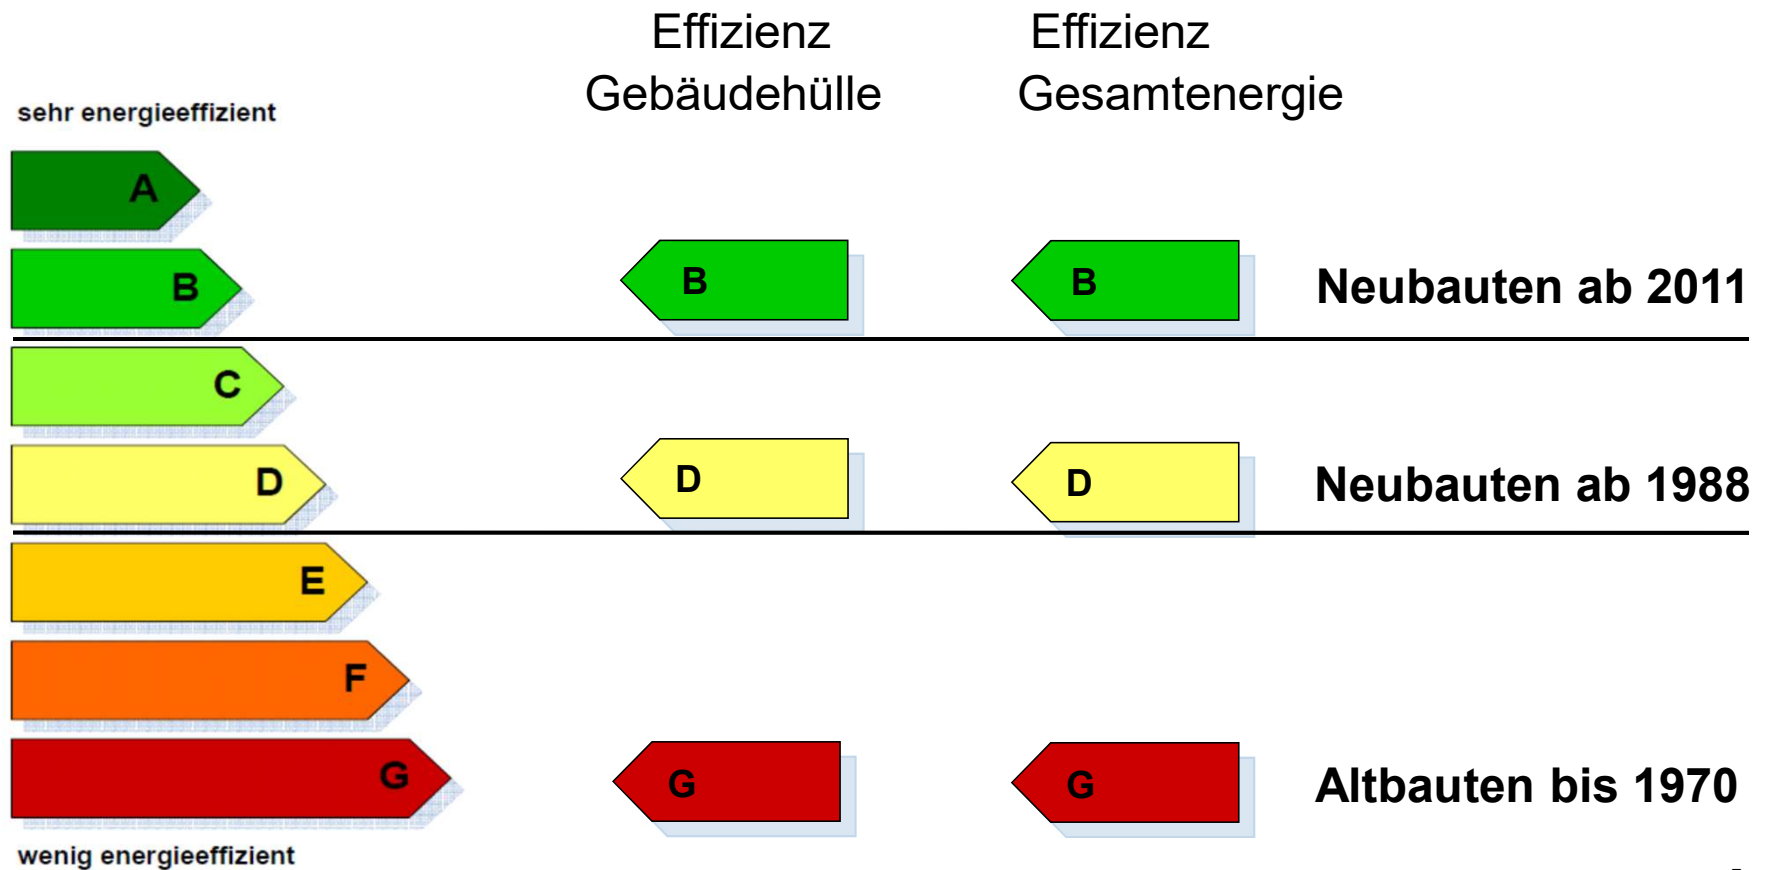 Effizienz
Gebäudehülle
Effizienz
Gesamtenergie
sehr energieeffizient
A
B
B
B
Neubauten ab 2011
C
D
D
D
Neubauten ab 1988
E
F
G
G
G
Altbauten bis 1970
wenig energieeffizient